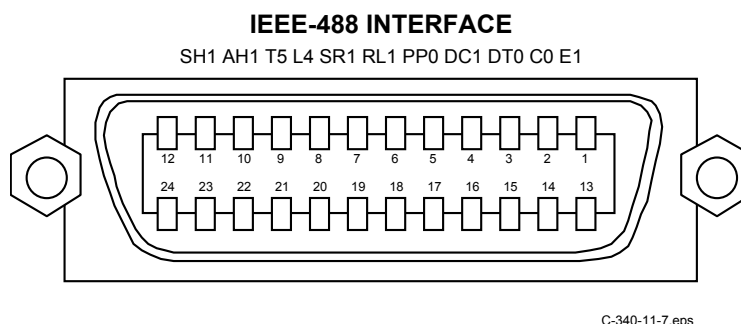 IEEE-488 INTERFACE
SH1 AH1 T5 L4 SR1 RL1 PP0 DC1 DT0 C0 E1
12 11 10 9 8 7 6 5 4 3 2 1
24 23 22 21 20 19 18 17 16 15 14 13
C-340-11-7.eps